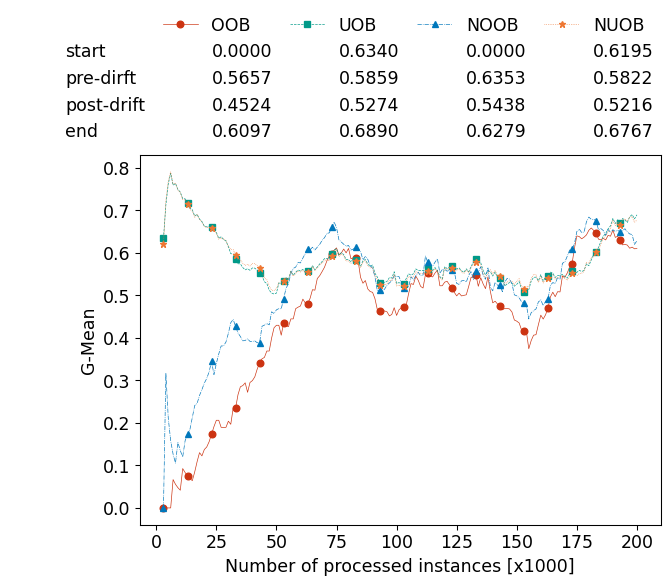 OOB UOB NOOB NUOB
start 0.0000 0.6340 0.0000 0.6195
pre-dirft 0.5657 0.5859 0.6353 0.5822
post-drift 0.4524 0.5274 0.5438 0.5216
end 0.6097 0.6890 0.6279 0.6767
0.8
0.7
0.6
0.5
0.4
0.3
0.2
0.1
0.0
G-Mean
0 25 50 75 100 125 150 175 200
Number of processed instances [x1000]